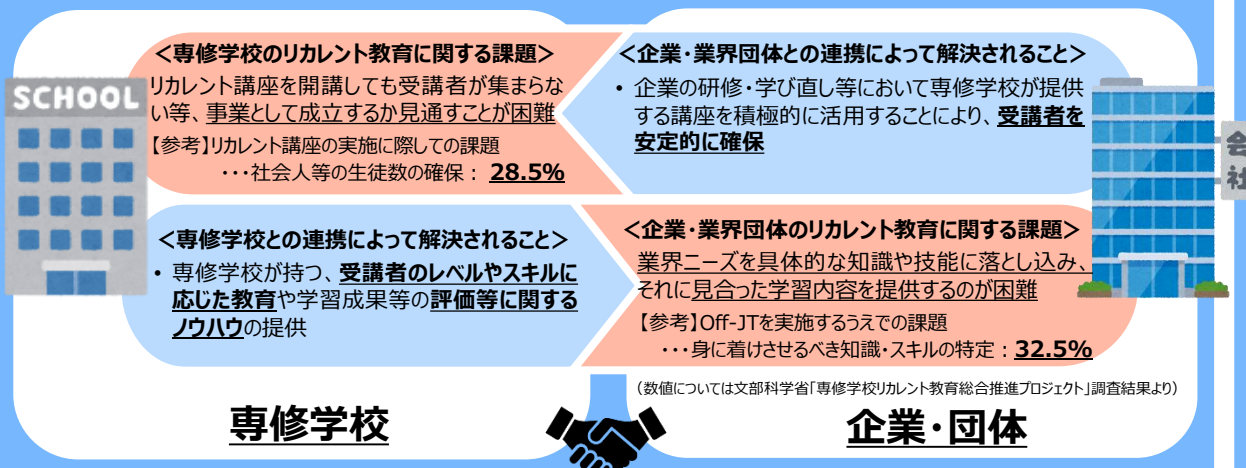 SCHOOL
<専修学校のリカレント教育に関する課題>
リカレント講座を開講しても受講者が集まらな
い等、事業として成立するか見通すことが困難
【参考】リカレント講座の実施に際しての課題
・・・社会人等の生徒数の確保：28.5%
<企業・業界団体との連携によって解決されること>
• 企業の研修・学び直し等において専修学校が提供
する講座を積極的に活用することにより、受講者を
安定的に確保
会社
<専修学校との連携によって解決されること>
• 専修学校が持つ、受講者のレベルやスキルに
応じた教育や学習成果等の評価等に関する
ノウハウの提供
<企業・業界団体のリカレント教育に関する課題>
業界ニーズを具体的な知識や技能に落とし込み、
それに見合った学習内容を提供するのが困難
【参考】Off-JTを実施するうえでの課題
・・・身に着けさせるべき知識・スキルの特定：32.5%
（数値については文部科学省「専修学校リカレント教育総合推進プロジェクト」調査結果より）
専修学校
企業・団体